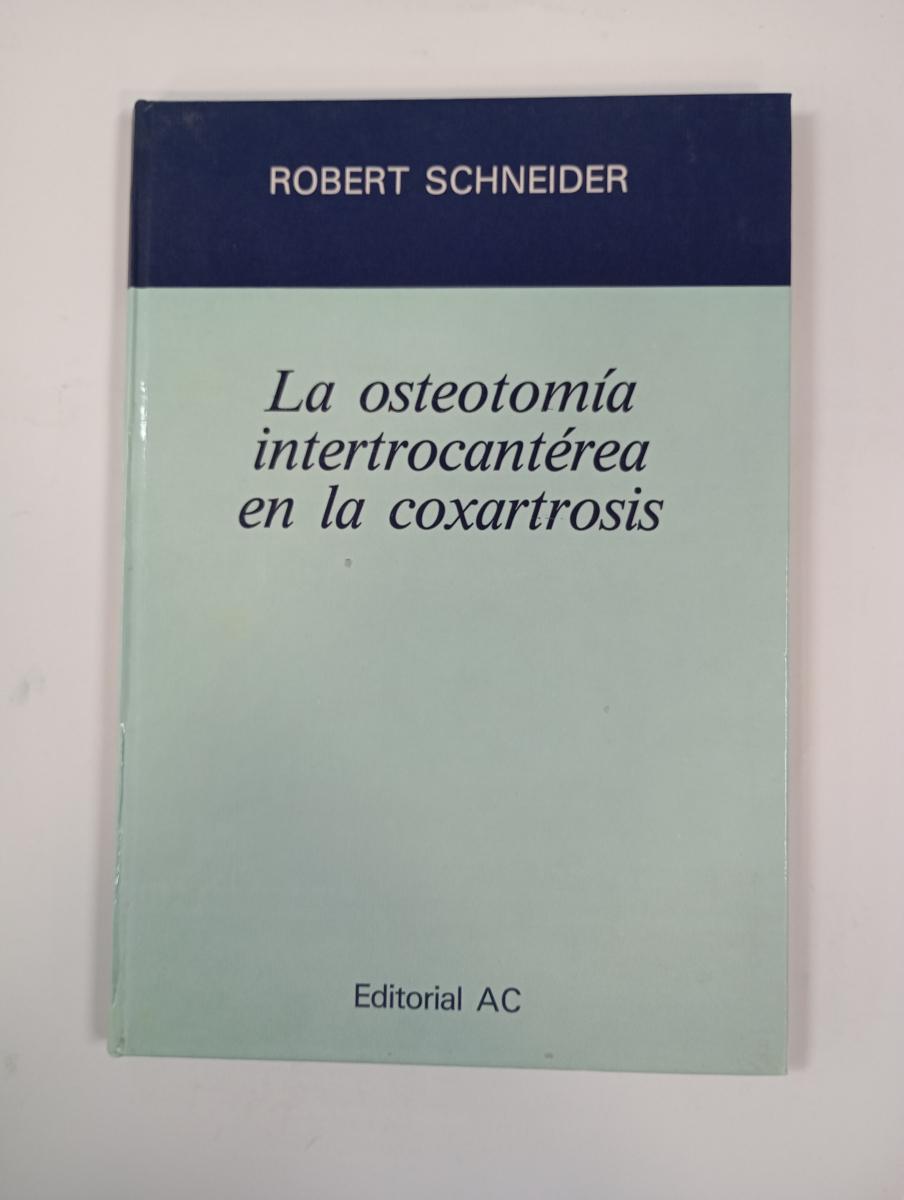 ROBERT SCHNEIDER
La osteotomía
intertrocantérea
en la coxartrosis
Editorial AC